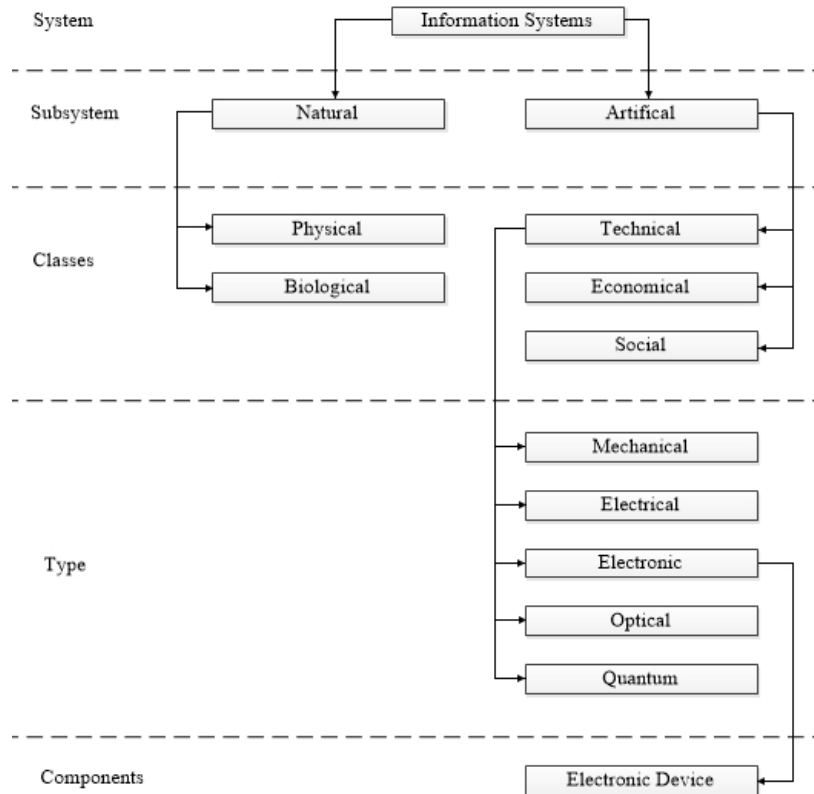 System
Information Systems
Subsystem
Natural
Artifical
Classes
Physical
Technical
Biological
Economical
Social
Type
Mechanical
Electrical
Electronic
Optical
Quantum
Components
Electronic Device